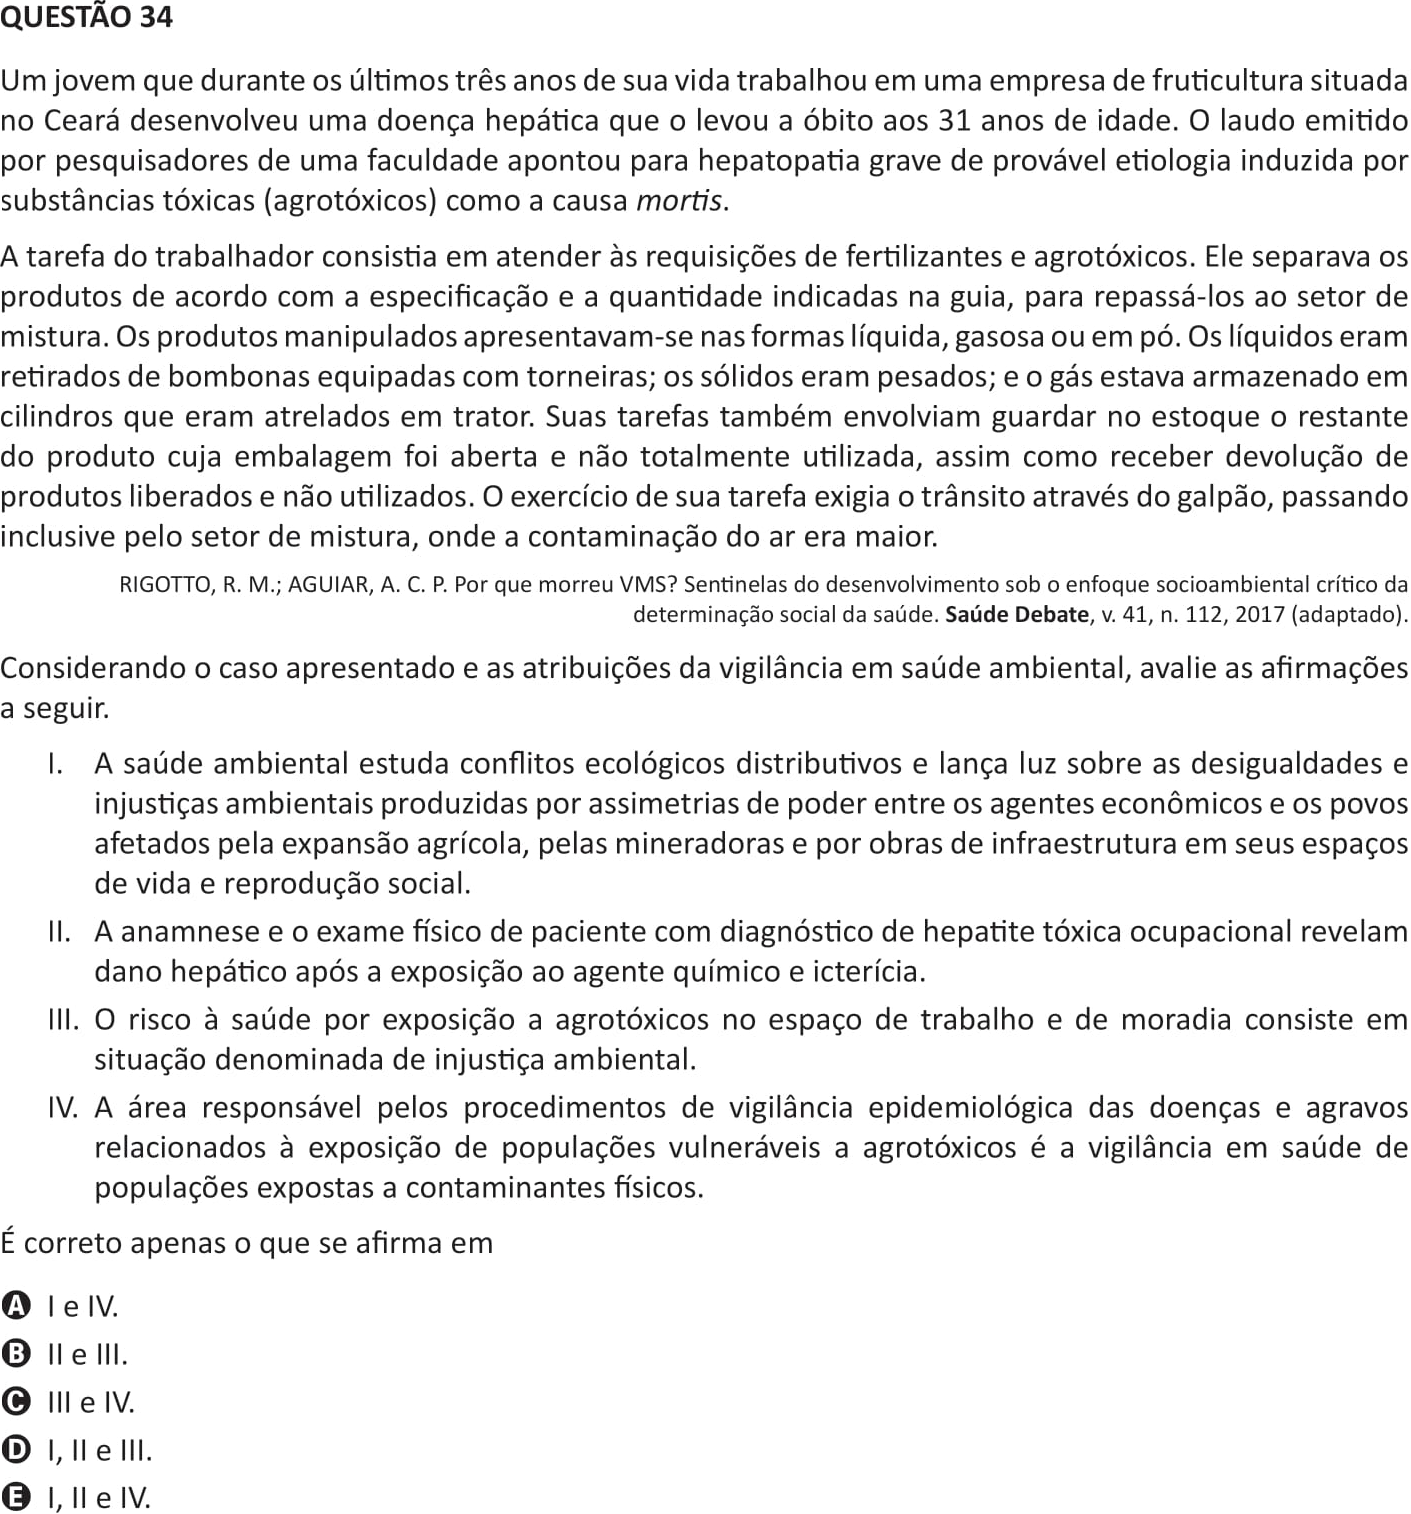 QUESTÃO 34
Um jovem que durante os últimos três anos de sua vida trabalhou em uma empresa de fruticultura situada
no Ceará desenvolveu uma doença hepática que o levou a óbito aos 31 anos de idade. O laudo emitido
por pesquisadores de uma faculdade apontou para hepatopatia grave de provável etiologia induzida por
substâncias tóxicas (agrotóxicos) como a causa mortis.
A tarefa do trabalhador consistia em atender às requisições de fertilizantes e agrotóxicos. Ele separava os
produtos de acordo com a especificação e a quantidade indicadas na guia, para repassá-los ao setor de
mistura. Os produtos manipulados apresentavam-se nas formas líquida, gasosa ou em pó. Os líquidos eram
retirados de bombonas equipadas com torneiras; os sólidos eram pesados; e o gás estava armazenado em
cilindros que eram atrelados em trator. Suas tarefas também envolviam guardar no estoque o restante
do produto cuja embalagem foi aberta e não totalmente utilizada, assim como receber devolução de
produtos liberados e não utilizados. O exercício de sua tarefa exigia o trânsito através do galpão, passando
inclusive pelo setor de mistura, onde a contaminação do ar era maior.
RIGOTTO, R. M.; AGUIAR, A. C. P. Por que morreu VMS? Sentinelas do desenvolvimento sob o enfoque socioambiental crítico da
determinação social da saúde. Saúde Debate, v. 41, n. 112, 2017 (adaptado).
Considerando o caso apresentado e as atribuições da vigilância em saúde ambiental, avalie as afirmações
a seguir.
I. A saúde ambiental estuda conflitos ecológicos distributivos e lança luz sobre as desigualdades e
injustiças ambientais produzidas por assimetrias de poder entre os agentes econômicos e os povos
afetados pela expansão agrícola, pelas mineradoras e por obras de infraestrutura em seus espaços
de vida e reprodução social.
II. A anamnese e o exame físico de paciente com diagnóstico de hepatite tóxica ocupacional revelam
dano hepático após a exposição ao agente químico e icterícia.
III. O risco à saúde por exposição a agrotóxicos no espaço de trabalho e de moradia consiste em
situação denominada de injustiça ambiental.
IV. A área responsável pelos procedimentos de vigilância epidemiológica das doenças e agravos
relacionados à exposição de populações vulneráveis a agrotóxicos é a vigilância em saúde de
populações expostas a contaminantes físicos.
É correto apenas o que se afirma em
A I e IV.
B II e III.
C III e IV.
D I, II e III.
E I, II e IV.